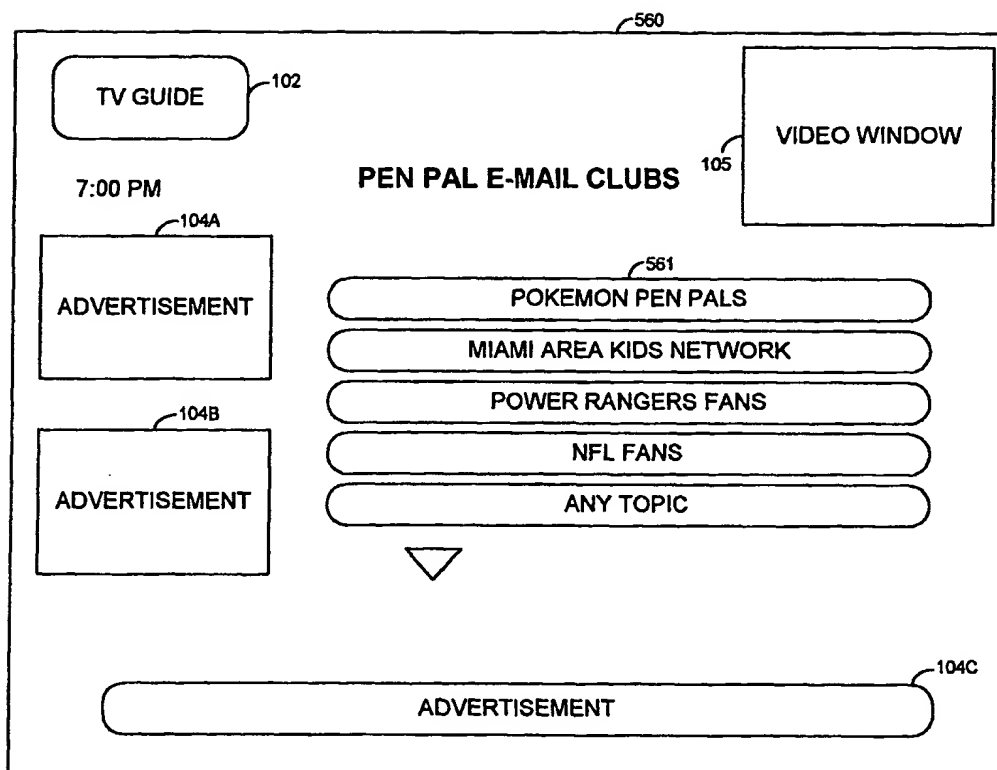 560
TV GUIDE
102
VIDEO WINDOW
105
PEN PAL E-MAIL CLUBS
7:00 PM
104A
ADVERTISEMENT
561
POKEMON PEN PALS
MIAMI AREA KIDS NETWORK
POWER RANGERS FANS
104B
ADVERTISEMENT
NFL FANS
ANY TOPIC
104C
ADVERTISEMENT